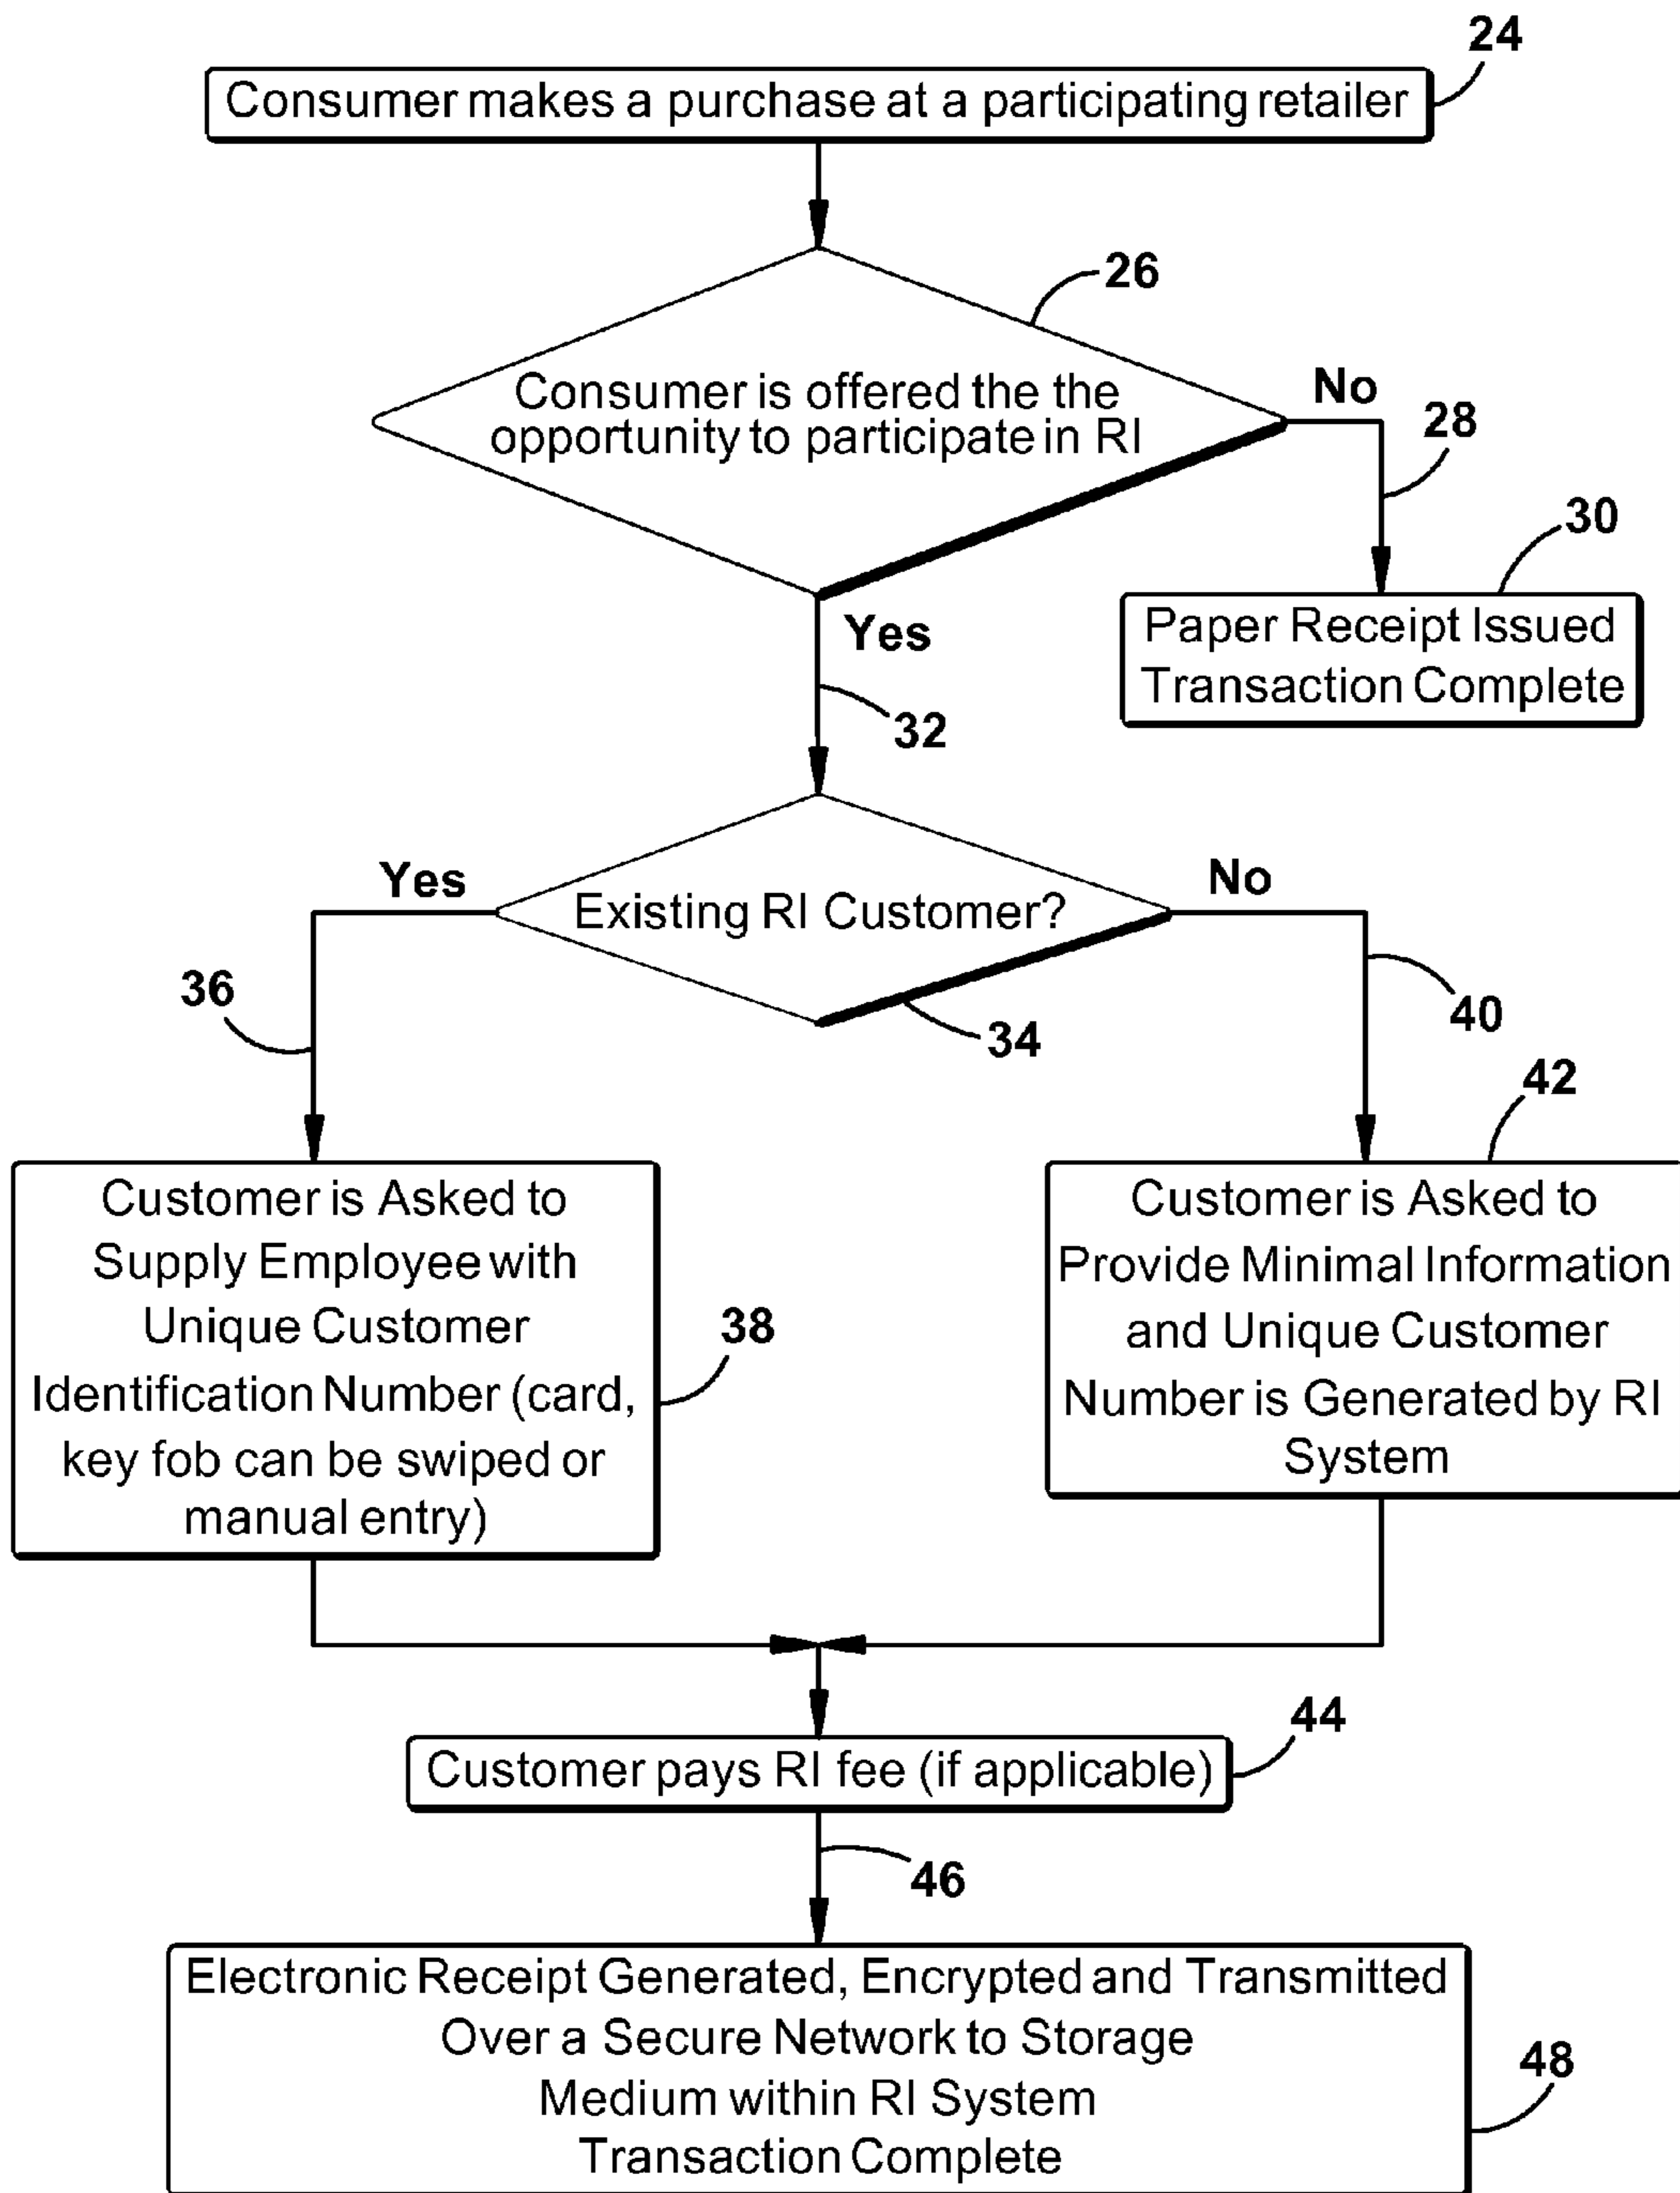 24
Consumer makes a purchase at a participating retailer
26
Consumer is offered the the
opportunity to participate in RI
No
28
30
Paper Receipt Issued
Transaction Complete
Yes
32
Yes
Existing RI Customer?
No
36
34
40
42
Customer is Asked to
Supply Employee with
Unique Customer
Identification Number (card,
key fob can be swiped or
manual entry)
38
Customer is Asked to
Provide Minimal Information
and Unique Customer
Number is Generated by RI
System
44
Customer pays RI fee (if applicable)
46
Electronic Receipt Generated, Encrypted and Transmitted
Over a Secure Network to Storage
Medium within RI System
Transaction Complete
48